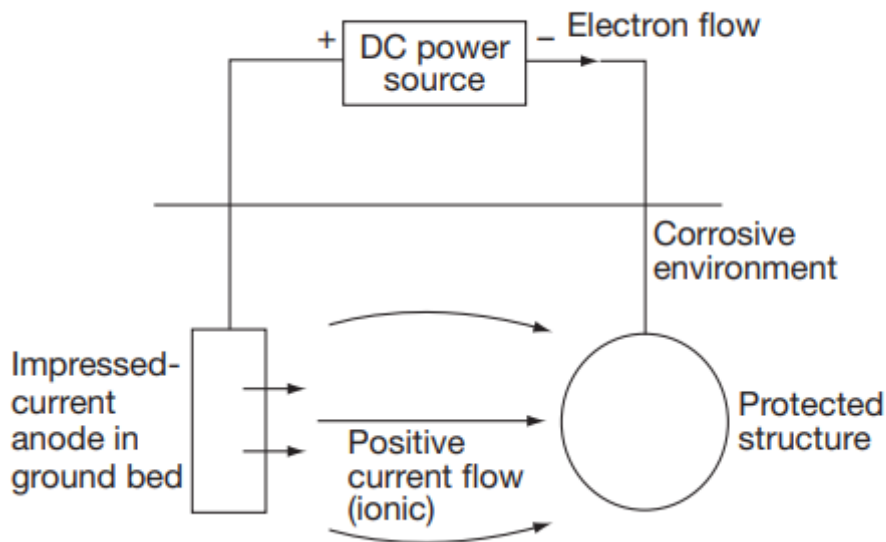 +
DC power
source
− Electron flow
Corrosive
environment
Impressed-
current
anode in
ground bed
Positive
current flow
(ionic)
Protected
structure